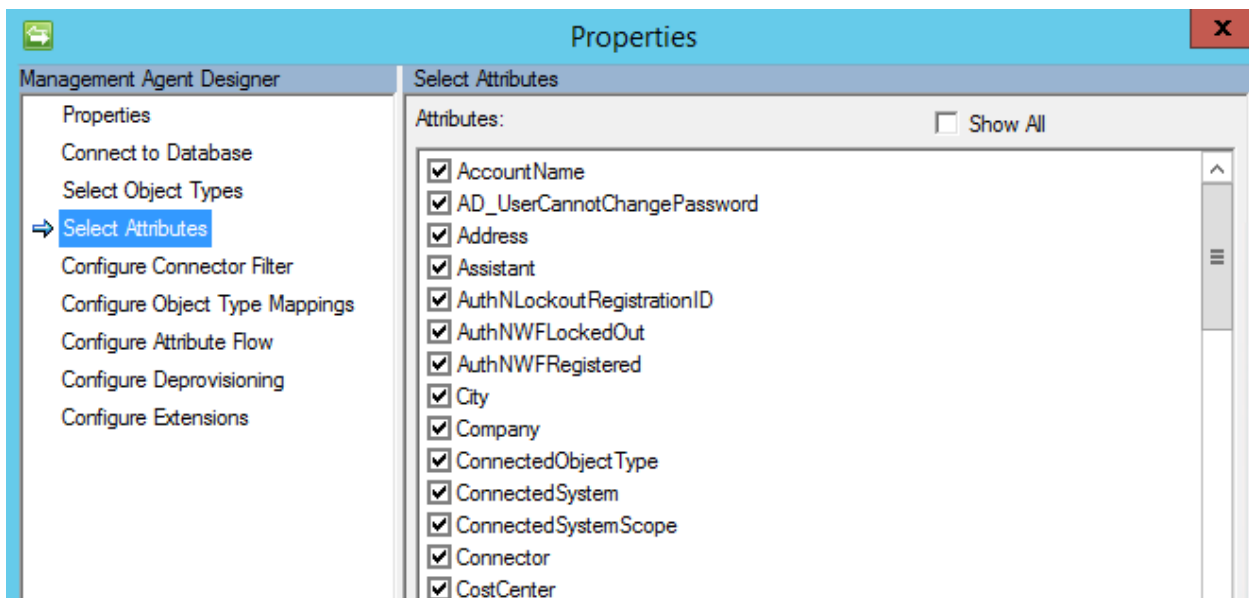 Properties
x
Management Agent Designer
Select Attributes
Properties
Connect to Database
Select Object Types
Select Attributes
Configure Connector Filter
Configure Object Type Mappings
Configure Attribute Flow
Configure Deprovisioning
Configure Extensions
Attributes:
Show All
AccountName
AD_UserCannotChangePassword
Address
Assistant
AuthNLockoutRegistrationID
AuthNWFLockedOut
AuthNWFRegistered
City
Company
ConnectedObjectType
ConnectedSystem
ConnectedSystemScope
Connector
CostCenter